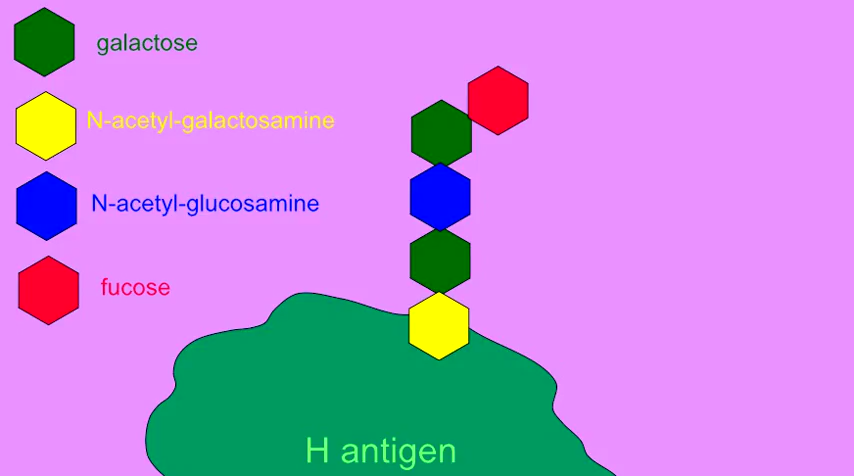 galactose
N-acetyl-galactosamine
N-acetyl-glucosamine
fucose
H antigen